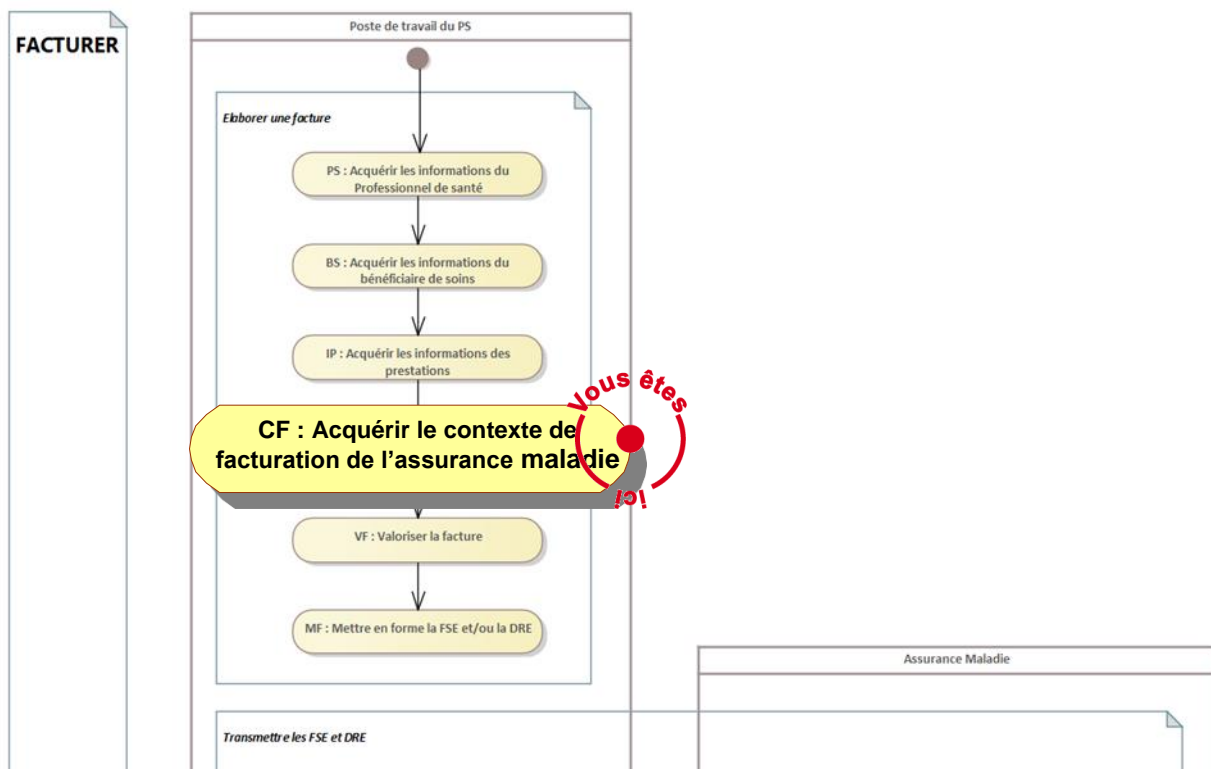 FACTURER
Poste de travail du PS
Elaborer une facture
PS : Acquérir les informations du
Professionnel de santé
BS : Acquérir les informations du
bénéficiaire de soins
IP : Acquérir les informations des
prestations
Vous êtes
ici
CF : Acquérir le contexte de
facturation de l’assurance maladie
VF : Valoriser la facture
MF : Mettre en forme la FSE et/ou la DRE
Assurance Maladie
Transmettre les FSE et DRE